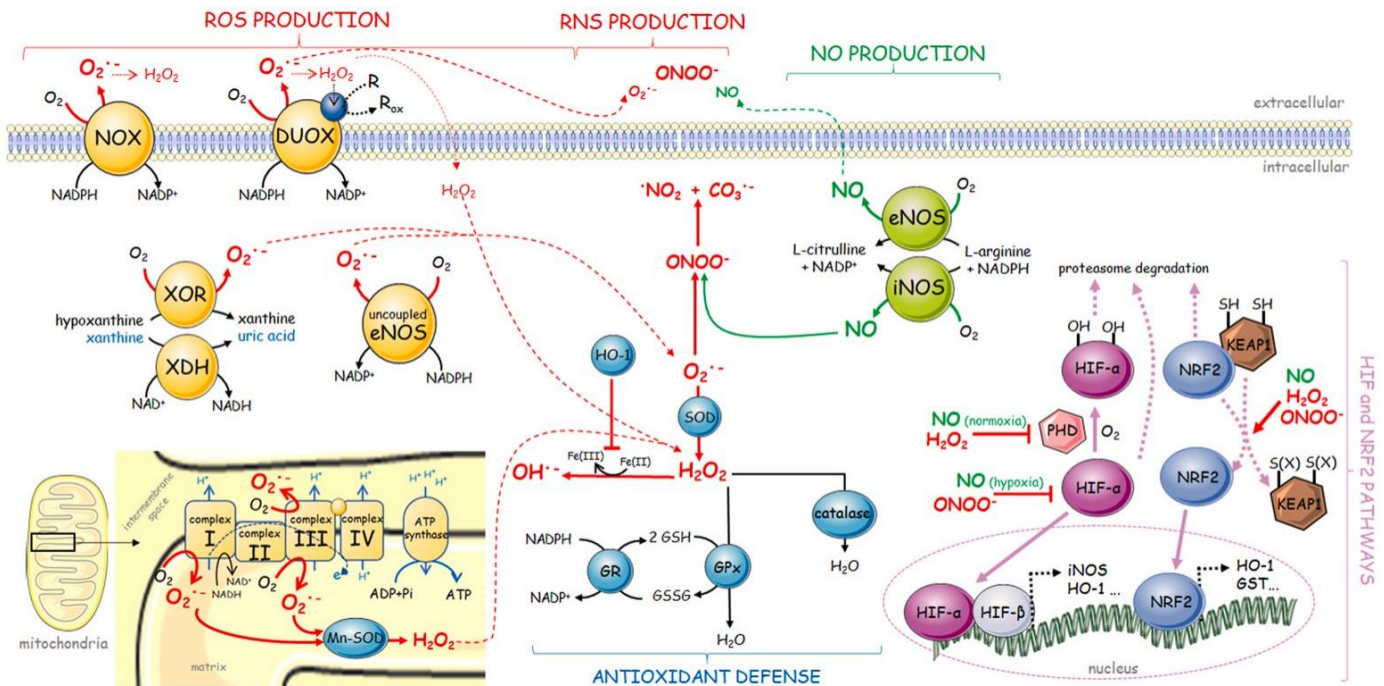 ROS PRODUCTION
RNS PRODUCTION
NO PRODUCTION
O₂˙⁻
H₂O₂
O₂
NOX
NADPH
NADP⁺
O₂˙⁻
H₂O₂
R
R_ox
O₂
V
DUOX
NADPH
NADP⁺
O₂˙⁻
ONOO⁻
NO
extracellular
intracellular
H₂O₂
˙NO₂ + CO₃˙⁻
ONOO⁻
NO
O₂
eNOS
L-citrulline
+ NADP⁺
L-arginine
+ NADPH
iNOS
NO
O₂
O₂
O₂˙⁻
XOR
hypoxanthine
xanthine
xanthine
uric acid
XDH
NAD⁺
NADH
O₂˙⁻
O₂
uncoupled
eNOS
NADP⁺
NADPH
HO-1
O₂˙⁻
SOD
Fe(III)
Fe(II)
OH˙⁻
H₂O₂
catalase
H₂O
NADPH
2 GSH
GR
GPx
NADP⁺
GSSG
H₂O
ANTIOXIDANT DEFENSE
mitochondria
intermembrane
space
H⁺
O₂˙⁻
O₂
H⁺
H⁺
H⁺
H⁺
H⁺
complex
I
complex
II
complex
III
complex
IV
ATP
synthase
O₂
NAD⁺
NADH
O₂
e⁻
H⁺
ADP+Pi
ATP
O₂˙⁻
O₂˙⁻
Mn-SOD
H₂O₂
matrix
proteasome degradation
OH OH
HIF-α
SH SH
KEAP1
NRF2
NO
H₂O₂
ONOO⁻
NO (normoxia)
H₂O₂
PHD
O₂
NO (hypoxia)
ONOO⁻
HIF-α
NRF2
S(X) S(X)
KEAP1
HIF-α
HIF-β
iNOS
HO-1 ...
NRF2
HO-1
GST...
nucleus
HIF and NRF2 PATHWAYS